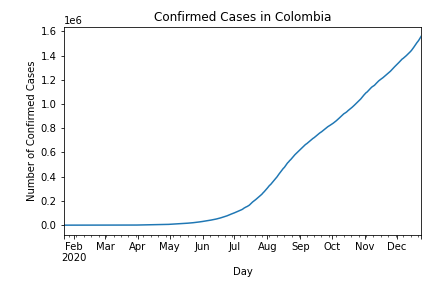 Confirmed Cases in Colombia
1e6
Number of Confirmed Cases
1.6
1.4
1.2
1.0
0.8
0.6
0.4
0.2
0.0
Feb Mar Apr May Jun Jul Aug Sep Oct Nov Dec
2020
Day